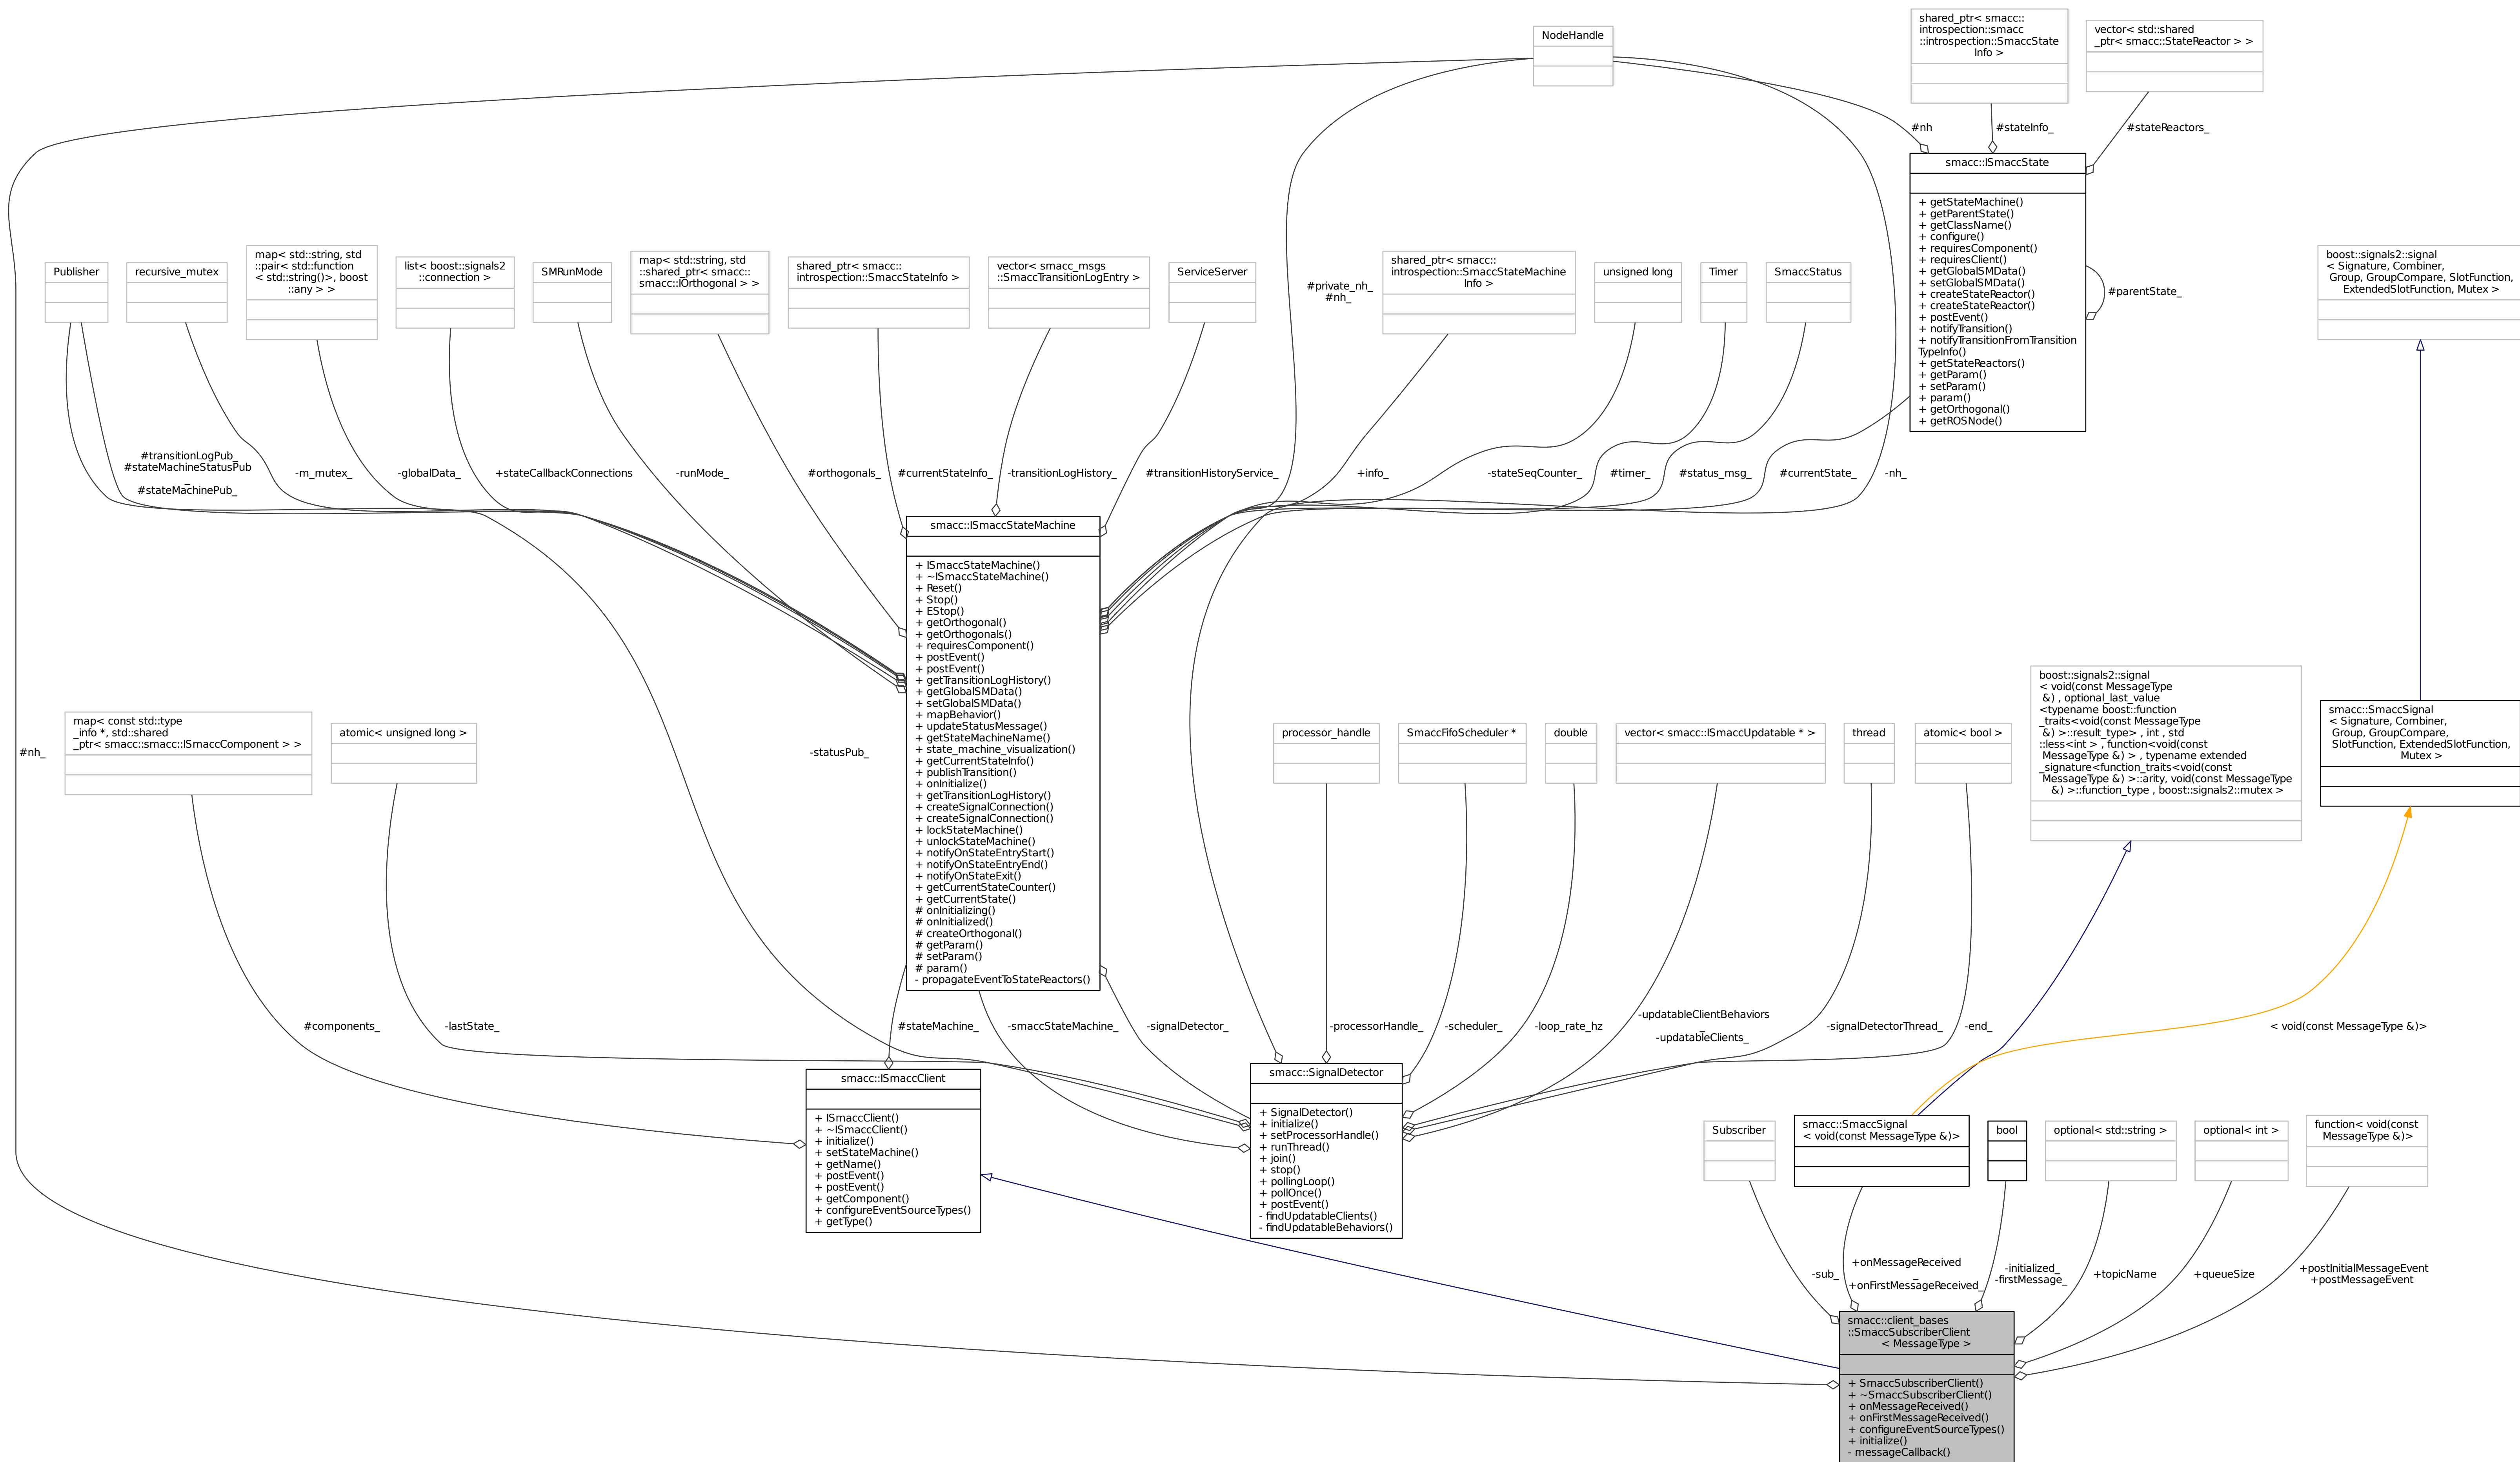 NodeHandle
shared_ptr< smacc::
introspection::smacc
::introspection::SmaccState
Info >
vector< std::shared
_ptr< smacc::StateReactor > >
#nh
#stateInfo_
#stateReactors_
smacc::ISmaccState
+ getStateMachine()
+ getParentState()
+ getClassName()
+ configure()
+ requiresComponent()
+ requiresClient()
+ getGlobalSMData()
+ setGlobalSMData()
+ createStateReactor()
+ createStateReactor()
+ postEvent()
+ notifyTransition()
+ notifyTransitionFromTransition
TypeInfo()
+ getStateReactors()
+ getParam()
+ setParam()
+ param()
+ getOrthogonal()
+ getROSNode()
#parentState_
boost::signals2::signal
< Signature, Combiner,
Group, GroupCompare, SlotFunction,
ExtendedSlotFunction, Mutex >
Publisher
recursive_mutex
map< std::string, std
::pair< std::function
< std::string()>, boost
::any > >
list< boost::signals2
::connection >
SMRunMode
map< std::string, std
::shared_ptr< smacc::
smacc::IOrthogonal > >
shared_ptr< smacc::
introspection::SmaccStateInfo >
vector< smacc_msgs
::SmaccTransitionLogEntry >
ServiceServer
#private_nh_
#nh_
shared_ptr< smacc::
introspection::SmaccStateMachine
Info >
unsigned long
Timer
SmaccStatus
#transitionLogPub_
#stateMachineStatusPub
_
#stateMachinePub_
-m_mutex_
-globalData_
+stateCallbackConnections
-runMode_
#orthogonals_
#currentStateInfo_
-transitionLogHistory_
#transitionHistoryService_
+info_
-stateSeqCounter_
#timer_
#status_msg_
#currentState_
-nh_
smacc::ISmaccStateMachine
+ ISmaccStateMachine()
+ ~ISmaccStateMachine()
+ Reset()
+ Stop()
+ EStop()
+ getOrthogonal()
+ getOrthogonals()
+ requiresComponent()
+ postEvent()
+ postEvent()
+ getTransitionLogHistory()
+ getGlobalSMData()
+ setGlobalSMData()
+ mapBehavior()
+ updateStatusMessage()
+ getStateMachineName()
+ state_machine_visualization()
+ getCurrentStateInfo()
+ publishTransition()
+ onInitialize()
+ getTransitionLogHistory()
+ createSignalConnection()
+ createSignalConnection()
+ lockStateMachine()
+ unlockStateMachine()
+ notifyOnStateEntryStart()
+ notifyOnStateEntryEnd()
+ notifyOnStateExit()
+ getCurrentStateCounter()
+ getCurrentState()
# onInitializing()
# onInitialized()
# createOrthogonal()
# getParam()
# setParam()
# param()
- propagateEventToStateReactors()
#nh_
map< const std::type
_info *, std::shared
_ptr< smacc::smacc::ISmaccComponent > >
atomic< unsigned long >
-statusPub_
processor_handle
SmaccFifoScheduler *
double
vector< smacc::ISmaccUpdatable * >
thread
atomic< bool >
boost::signals2::signal
< void(const MessageType
&) , optional_last_value
<typename boost::function
_traits<void(const MessageType
&) >::result_type> , int , std
::less<int > , function<void(const
MessageType &) > , typename extended
_signature<function_traits<void(const
MessageType &) >::arity, void(const MessageType
&) >::function_type , boost::signals2::mutex >
smacc::SmaccSignal
< Signature, Combiner,
Group, GroupCompare,
SlotFunction, ExtendedSlotFunction,
Mutex >
#components_
-lastState_
#stateMachine_
-smaccStateMachine_
-signalDetector_
-processorHandle_
-scheduler_
-loop_rate_hz
-updatableClientBehaviors
_
-updatableClients_
-signalDetectorThread_
-end_
< void(const MessageType &)>
smacc::ISmaccClient
+ ISmaccClient()
+ ~ISmaccClient()
+ initialize()
+ setStateMachine()
+ getName()
+ postEvent()
+ postEvent()
+ getComponent()
+ configureEventSourceTypes()
+ getType()
smacc::SignalDetector
+ SignalDetector()
+ initialize()
+ setProcessorHandle()
+ runThread()
+ join()
+ stop()
+ pollingLoop()
+ pollOnce()
+ postEvent()
- findUpdatableClients()
- findUpdatableBehaviors()
Subscriber
smacc::SmaccSignal
< void(const MessageType &)>
bool
optional< std::string >
optional< int >
function< void(const
MessageType &)>
-sub_
+onMessageReceived
_
+onFirstMessageReceived_
-initialized_
-firstMessage_
+topicName
+queueSize
+postInitialMessageEvent
+postMessageEvent
smacc::client_bases
::SmaccSubscriberClient
< MessageType >
+ SmaccSubscriberClient()
+ ~SmaccSubscriberClient()
+ onMessageReceived()
+ onFirstMessageReceived()
+ configureEventSourceTypes()
+ initialize()
- messageCallback()